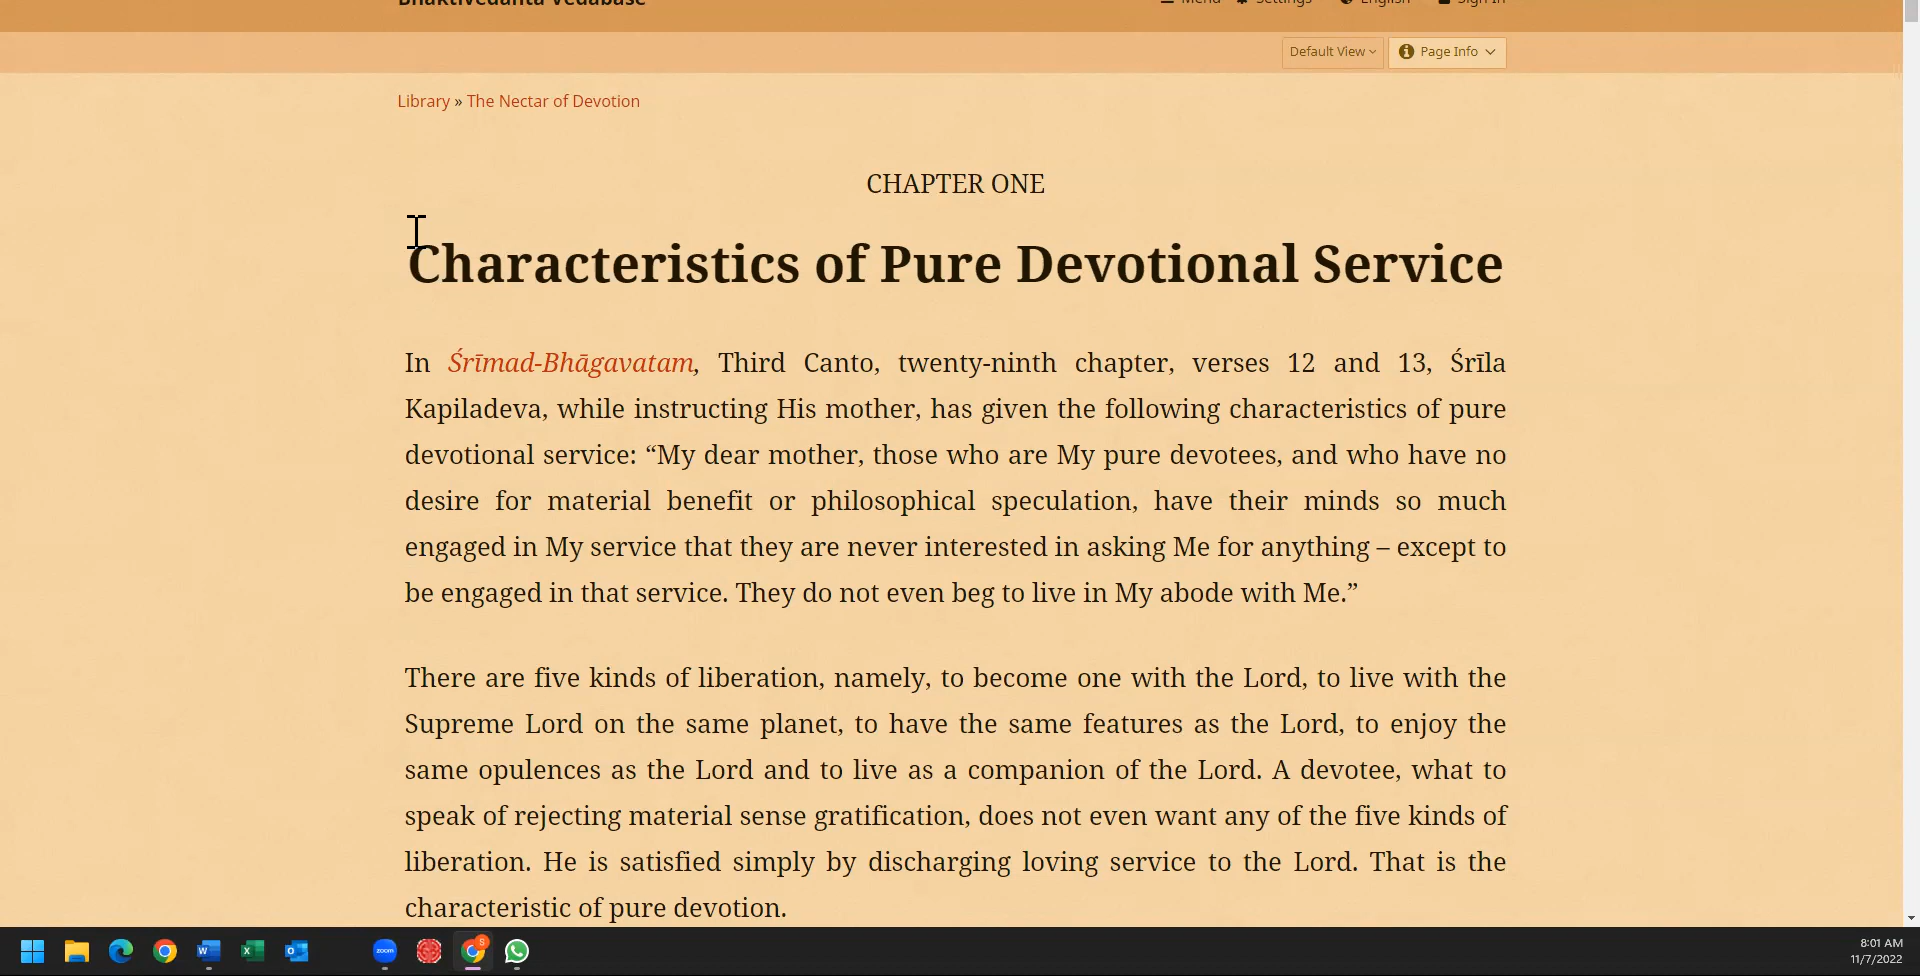 Bhaktivedanta Vedabase
Menu Settings English Sign In
Default View Page Info
Library » The Nectar of Devotion
CHAPTER ONE
Characteristics of Pure Devotional Service
In Śrīmad-Bhāgavatam, Third Canto, twenty-ninth chapter, verses 12 and 13, Śrīla
Kapiladeva, while instructing His mother, has given the following characteristics of pure
devotional service: “My dear mother, those who are My pure devotees, and who have no
desire for material benefit or philosophical speculation, have their minds so much
engaged in My service that they are never interested in asking Me for anything – except to
be engaged in that service. They do not even beg to live in My abode with Me.”
There are five kinds of liberation, namely, to become one with the Lord, to live with the
Supreme Lord on the same planet, to have the same features as the Lord, to enjoy the
same opulences as the Lord and to live as a companion of the Lord. A devotee, what to
speak of rejecting material sense gratification, does not even want any of the five kinds of
liberation. He is satisfied simply by discharging loving service to the Lord. That is the
characteristic of pure devotion.
zoom
8:01 AM
11/7/2022